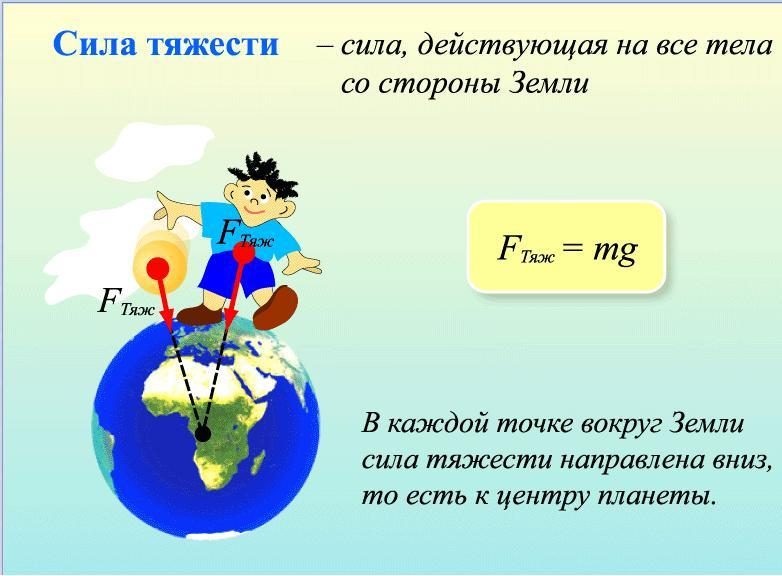 Сила тяжести – сила, действующая на все тела
со стороны Земли
FТяж
FТяж
FТяж = mg
В каждой точке вокруг Земли
сила тяжести направлена вниз,
то есть к центру планеты.